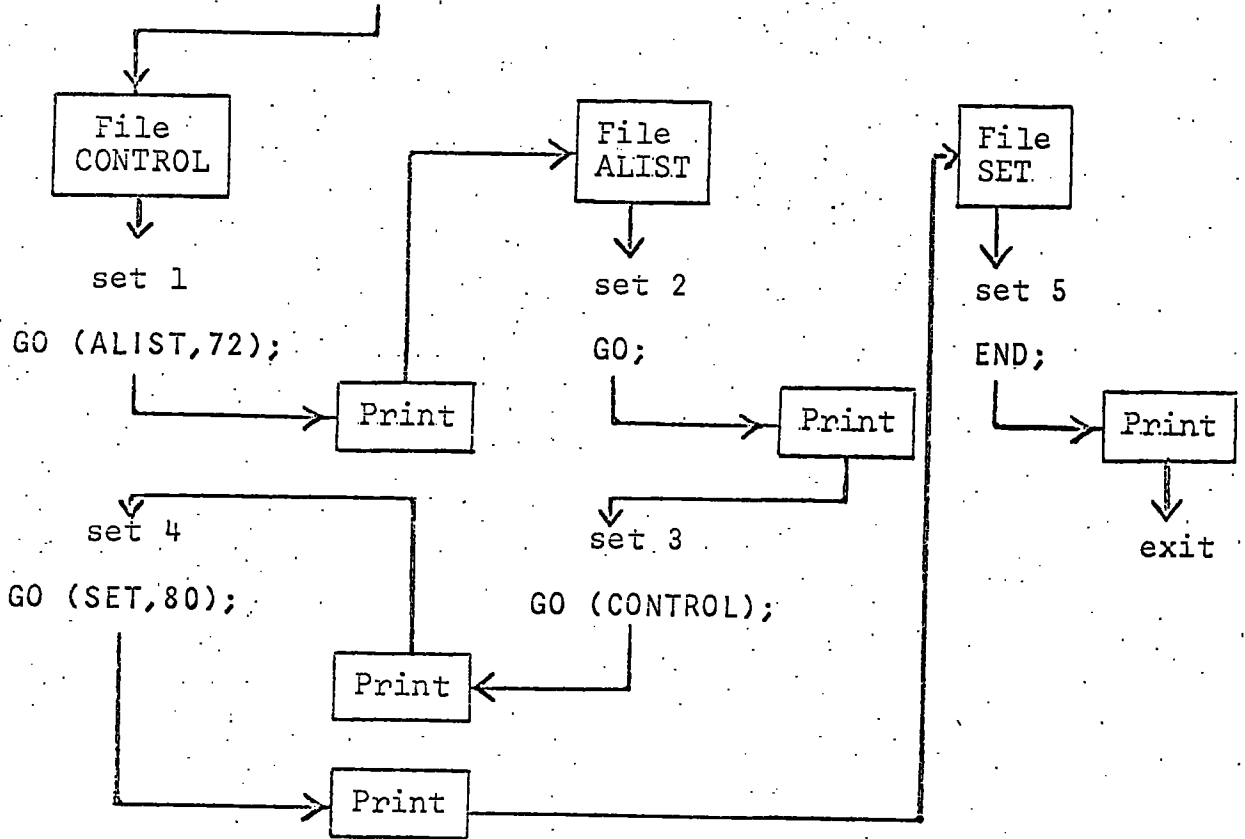 File
CONTROL
set 1
GO (ALIST,72);
Print
File
ALIST
set 2
GO;
Print
set 3
GO (CONTROL);
Print
set 4
GO (SET,80);
Print
File
SET
set 5
END;
Print
exit